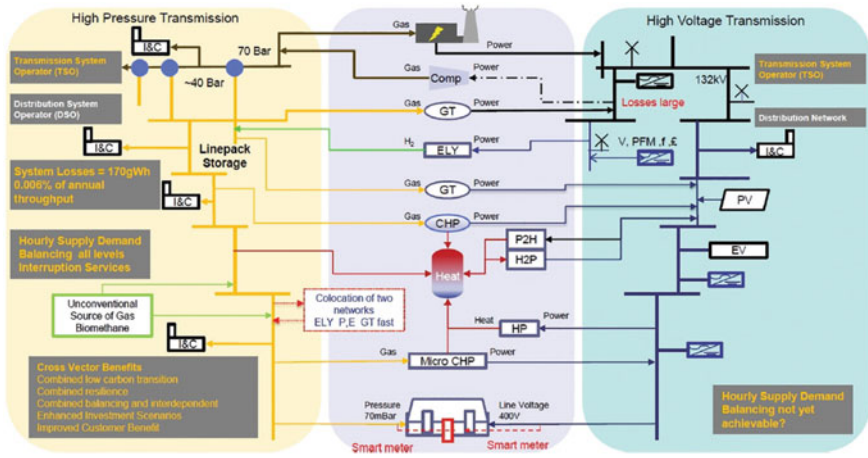 High Pressure Transmission
Transmission System
Operator (TSO)
I&C
70 Bar
~40 Bar
Distribution System
Operator (DSO)
I&C
Linepack
Storage
System Losses = 170gWh
0.006% of annual
throughput
I&C
Hourly Supply Demand
Balancing all levels
Interruption Services
Unconventional
Source of Gas
Biomethane
Colocation of two
networks
ELY P,E GT fast
I&C
Cross Vector Benefits
Combined low carbon transition
Combined resilience
Combined balancing and interdependent
Enhanced Investment Scenarios
Improved Customer Benefit
Gas
Power
Gas
Comp
Power
Gas
GT
Power
H₂
ELY
Power
Gas
GT
Power
Gas
CHP
Power
P2H
Heat
H2P
Heat
HP
Power
Gas
Micro CHP
Power
Pressure
70mBar
Line Voltage
400V
Smart meter
Smart meter
High Voltage Transmission
Transmission System
Operator (TSO)
132kV
Losses large
Distribution Network
V, PFM ,f ,£
I&C
PV
EV
Hourly Supply Demand
Balancing not yet
achievable?